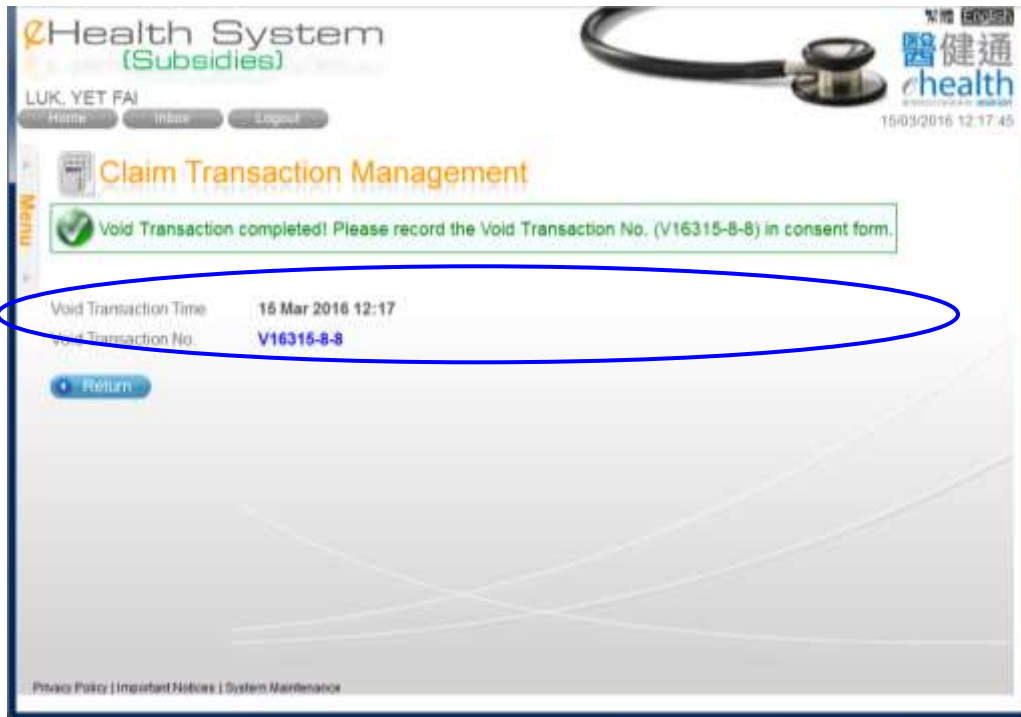 eHealth System
(Subsidies)
繁體 English
醫健通
ehealth
LUK, YET FAI
Home Inbox Logout
15/03/2016 12:17:45
Menu
Claim Transaction Management
Void Transaction completed! Please record the Void Transaction No. (V16315-8-8) in consent form.
Void Transaction Time 15 Mar 2016 12:17
Void Transaction No. V16315-8-8
Return
Privacy Policy | Important Notices | System Maintenance